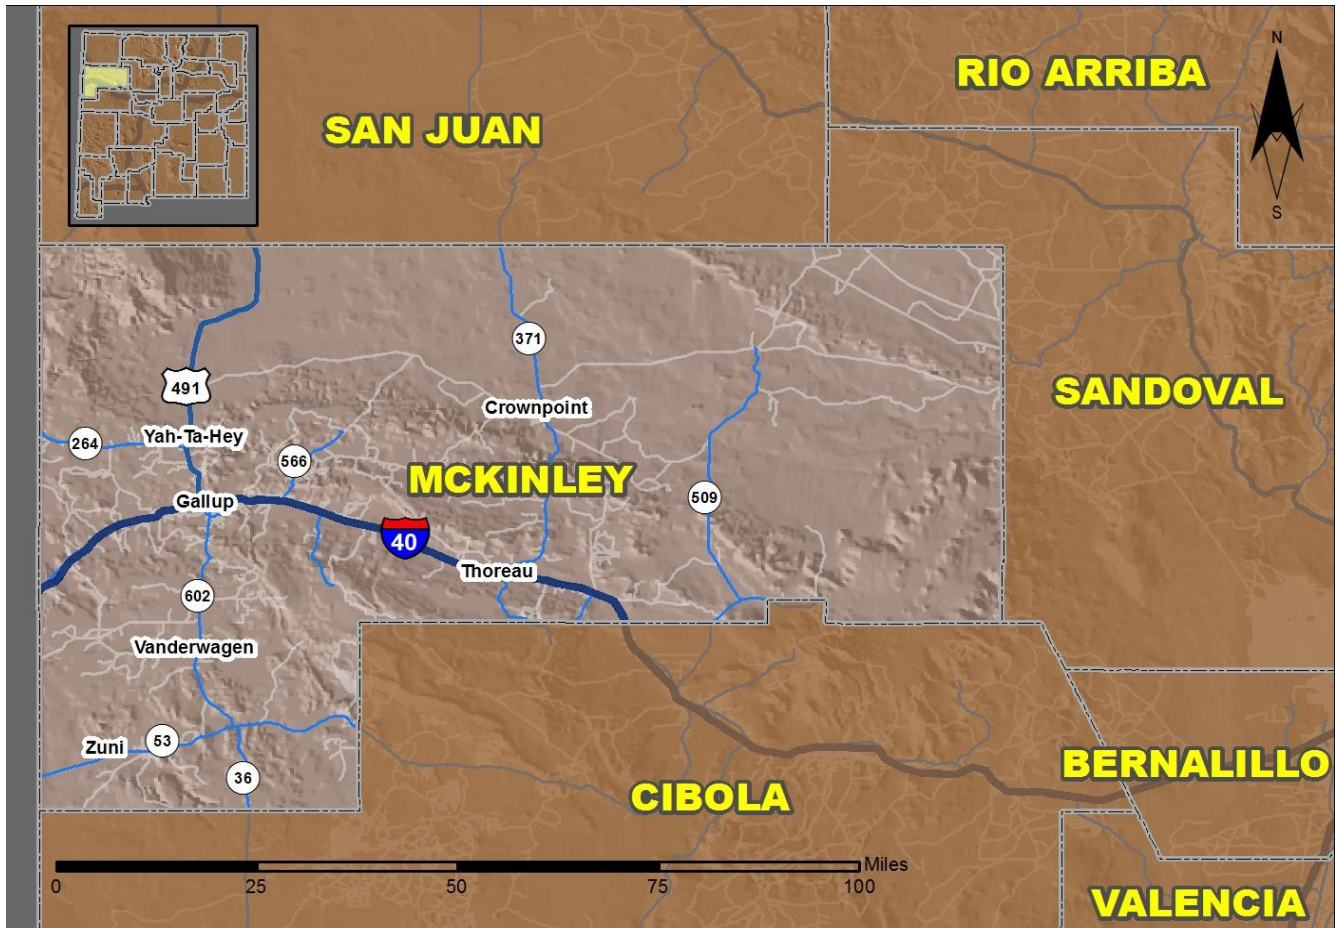 RIO ARRIBA
N
SAN JUAN
S
371
491
SANDOVAL
Crownpoint
264
Yah-Ta-Hey
566
MCKINLEY
509
Gallup
40
Thoreau
602
Vanderwagen
53
Zuni
36
BERNALILLO
CIBOLA
Miles
0 25 50 75 100
VALENCIA